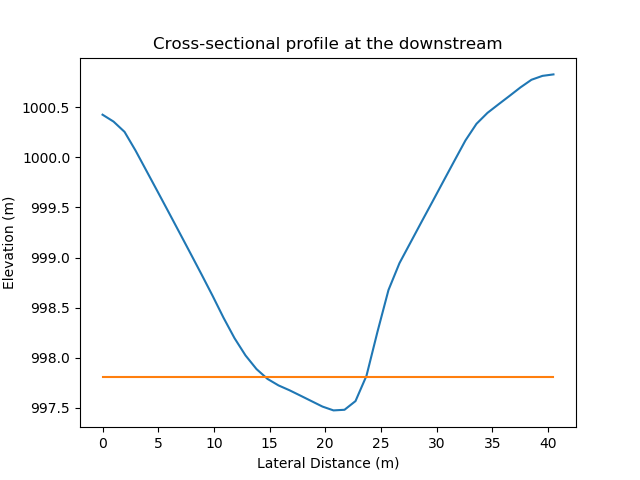 Cross-sectional profile at the downstream
1000.5
1000.0
999.5
999.0
998.5
998.0
997.5
Elevation (m)
0 5 10 15 20 25 30 35 40
Lateral Distance (m)